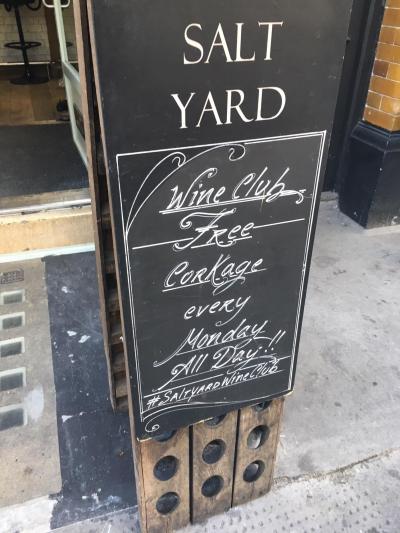 SALT
YARD
Wine Club
Free
Corkage
every
Monday
All Day!!
#SaltyardWineClub